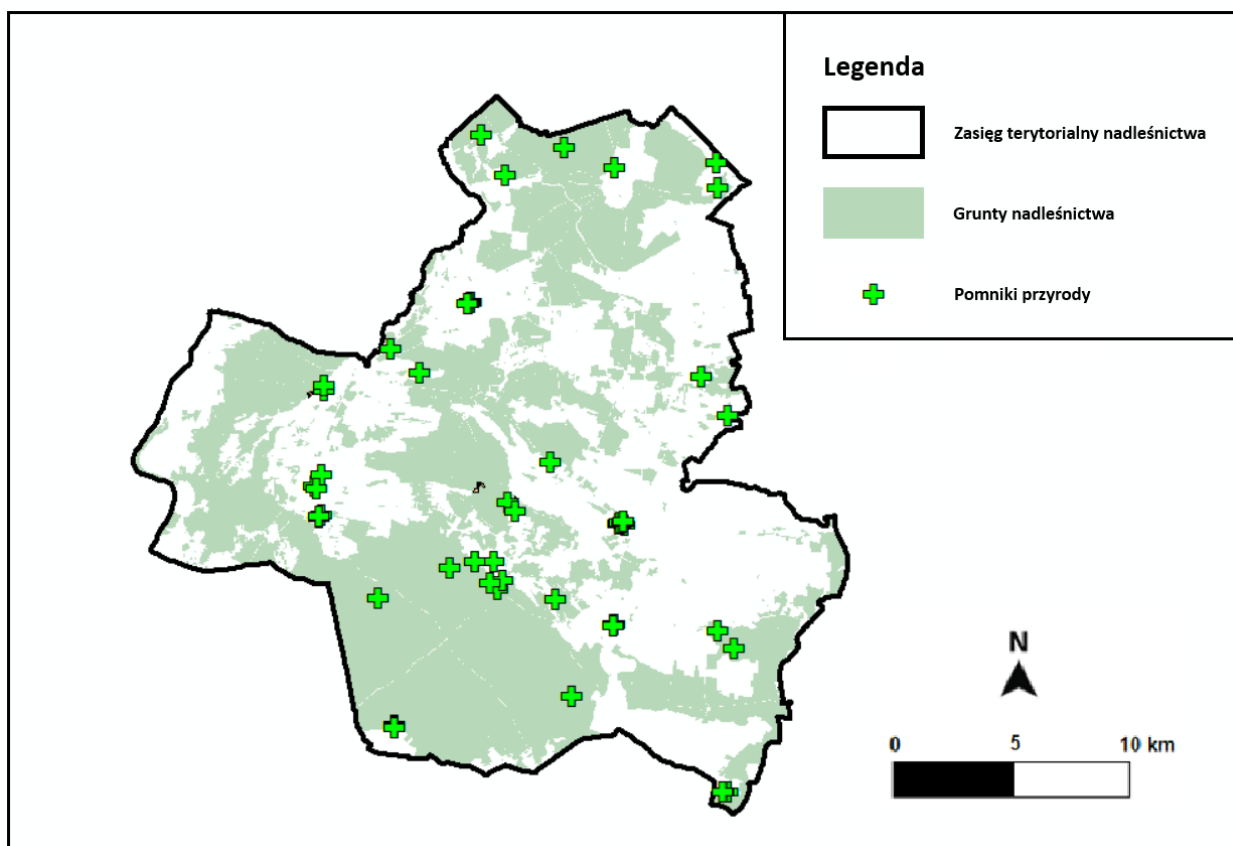 Legenda
Zasięg terytorialny nadleśnictwa
Grunty nadleśnictwa
Pomniki przyrody
N
0 5 10 km